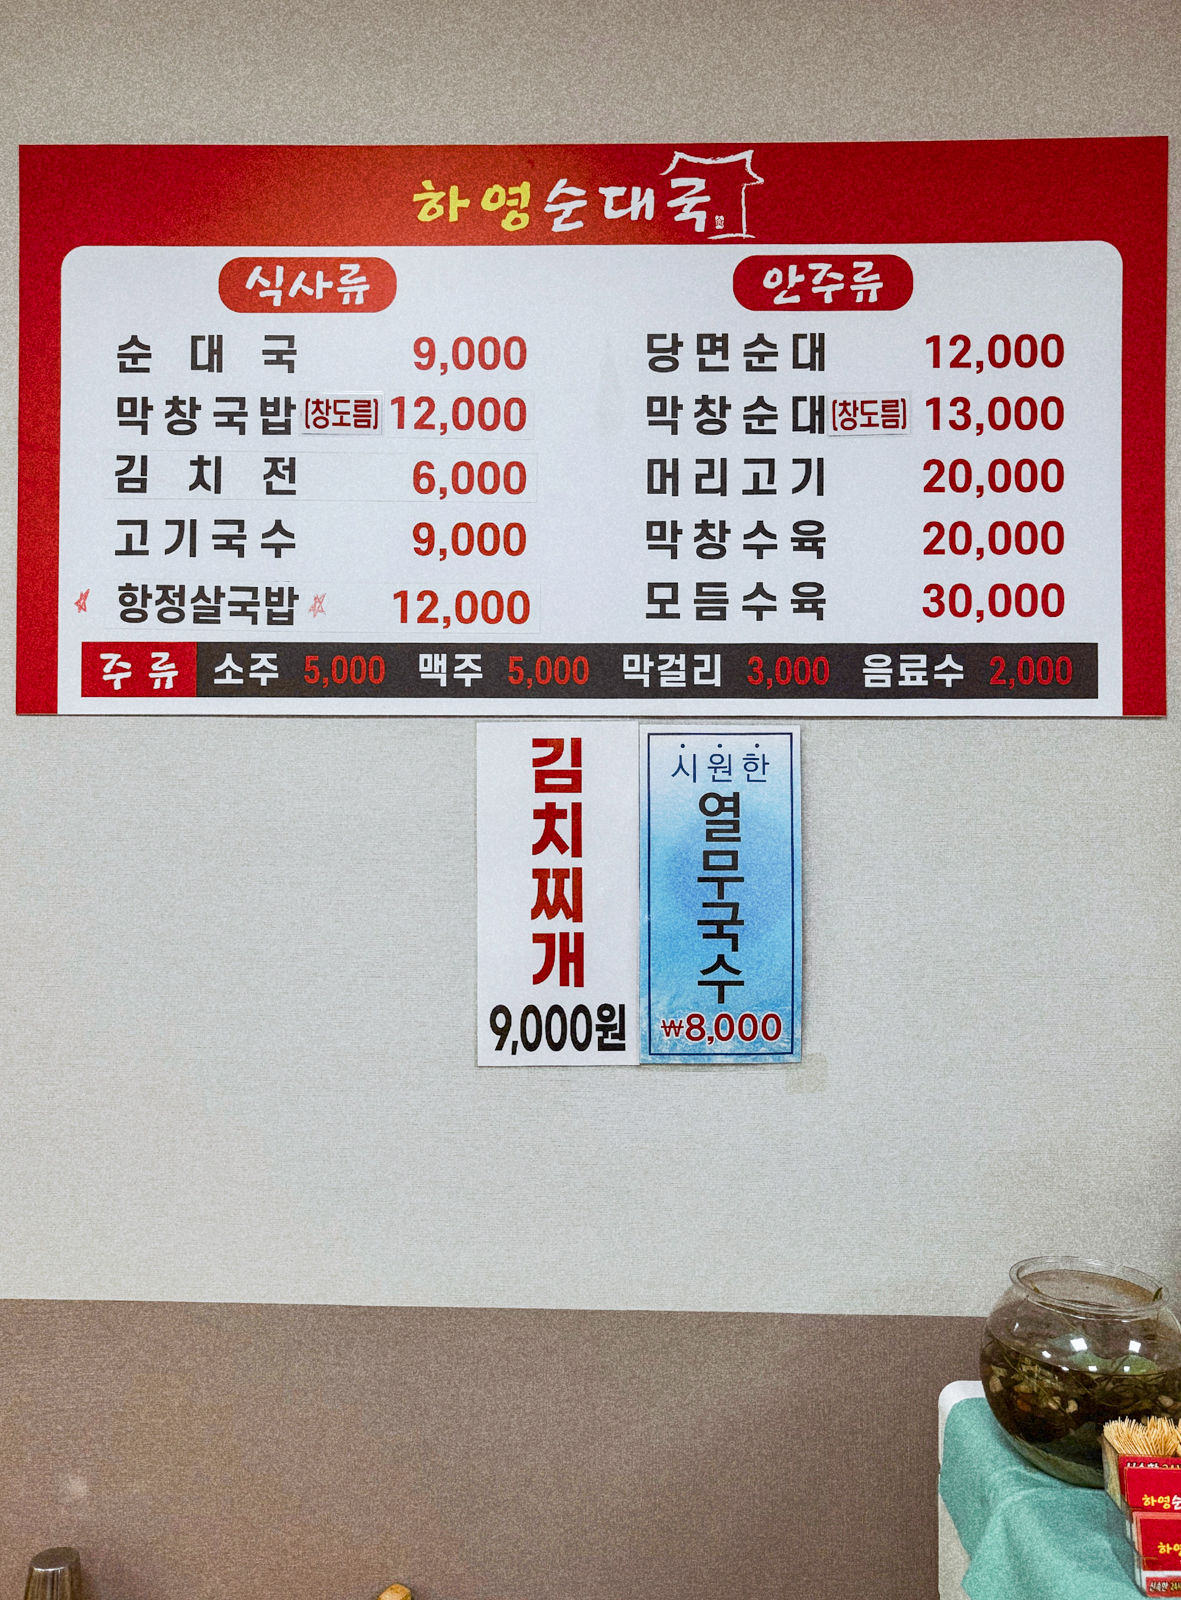 하영순대국
식사류
순대국 9,000
막창국밥(창도름) 12,000
김치전 6,000
고기국수 9,000
항정살국밥 12,000
안주류
당면순대 12,000
막창순대(창도름) 13,000
머리고기 20,000
막창수육 20,000
모듬수육 30,000
주류 소주 5,000 맥주 5,000 막걸리 3,000 음료수 2,000
김치찌개
9,000원
시원한
열무국수
₩8,000
하영순
하영